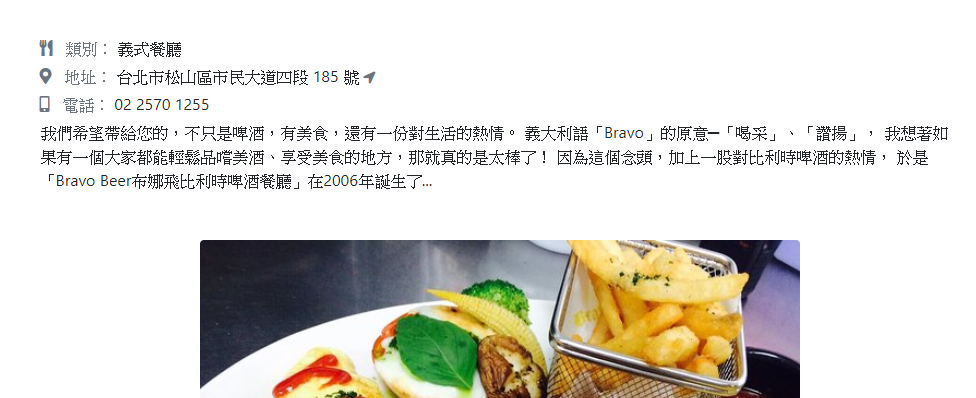 類別： 義式餐廳
地址： 台北市松山區市民大道四段 185 號
電話： 02 2570 1255
我們希望帶給您的，不只是啤酒，有美食，還有一份對生活的熱情。 義大利語「Bravo」的原意─「喝采」、「讚揚」， 我想著如
果有一個大家都能輕鬆品嚐美酒、享受美食的地方，那就真的是太棒了！ 因為這個念頭，加上一股對比利時啤酒的熱情， 於是
「Bravo Beer布娜飛比利時啤酒餐廳」在2006年誕生了...